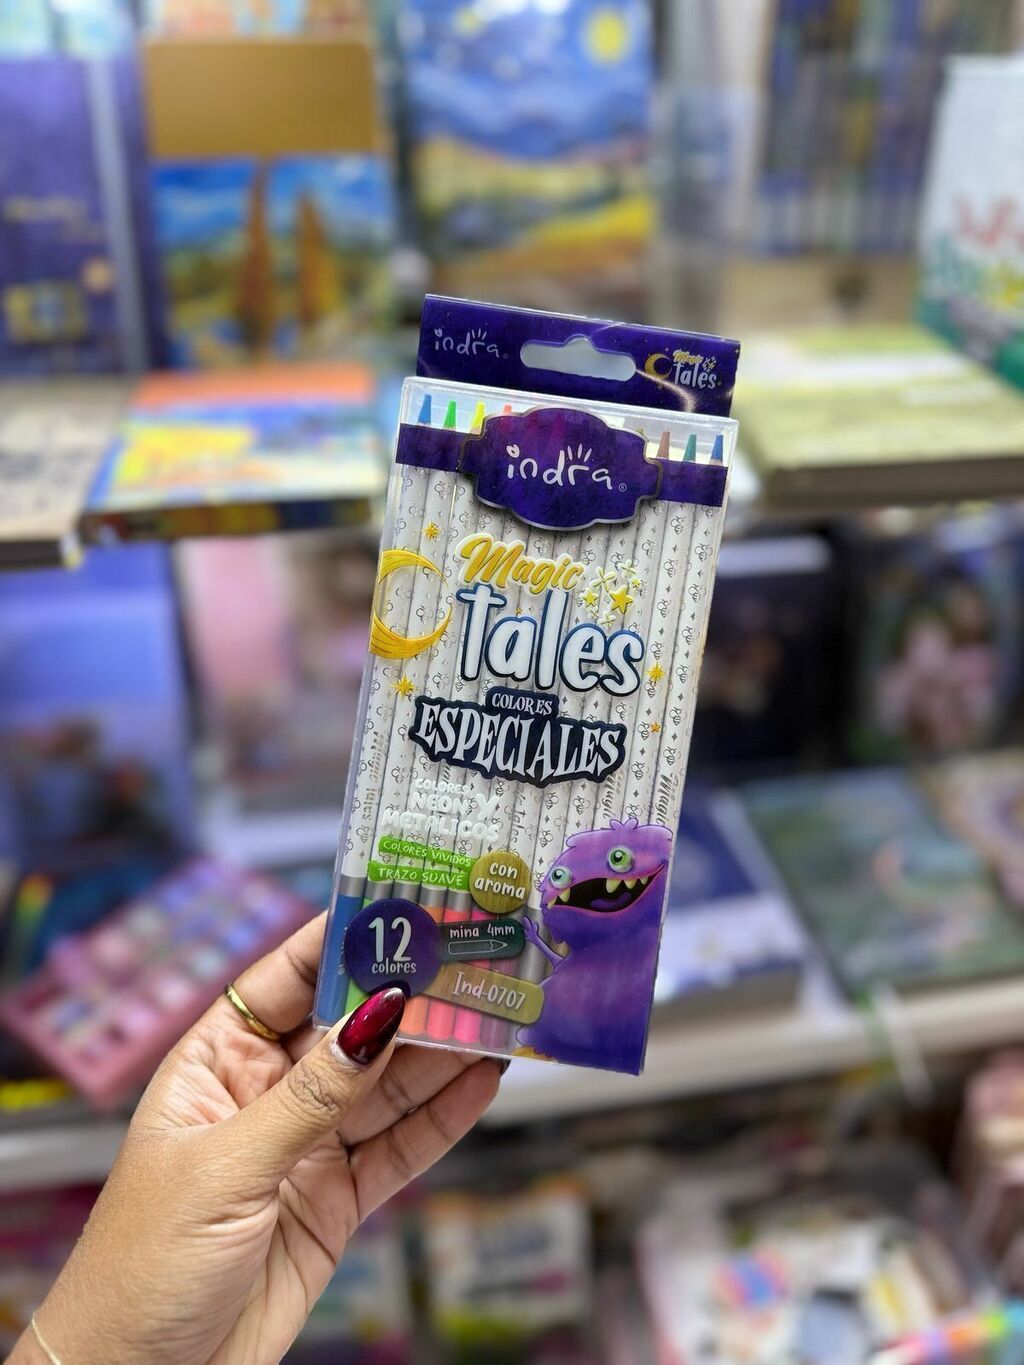 indra®
Magic
tales
indra®
Magic
tales
COLORES
ESPECIALES
COLORES
NEON Y
METÁLICOS
COLORES VIVIDOS
TRAZO SUAVE
con
aroma
12
colores
mina 4mm
Ind-0707